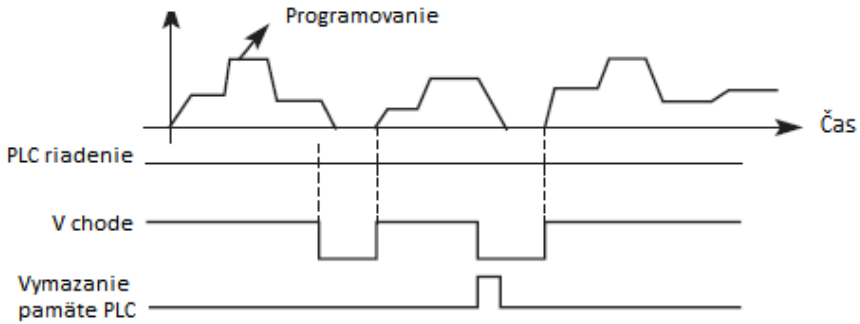 Programovanie
Čas
PLC riadenie
V chode
Vymazanie
pamäte PLC